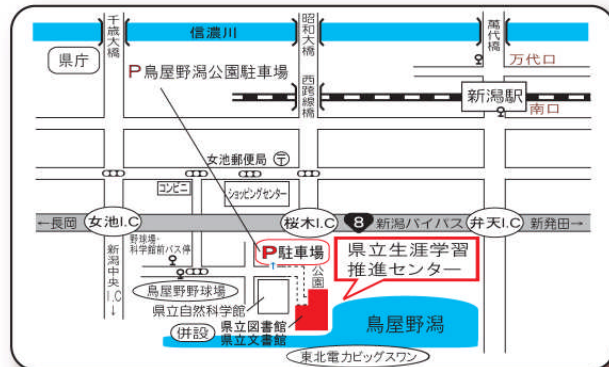 千歳大橋
信濃川
昭和大橋
萬代橋
県庁
P鳥屋野潟公園駐車場
西跨線橋
万代口
新潟駅
南口
女池郵便局 〒
コンビニ
ショッピングセンター
←長岡
女池I.C
桜木I.C
8
新潟バイパス
弁天I.C
新発田→
新潟中央I.C↓
野球場・
科学館前バス停
P駐車場
公園
県立生涯学習
推進センター
鳥屋野野球場
県立自然科学館
鳥屋野潟
併設
県立図書館
県立文書館
東北電力ビッグスワン